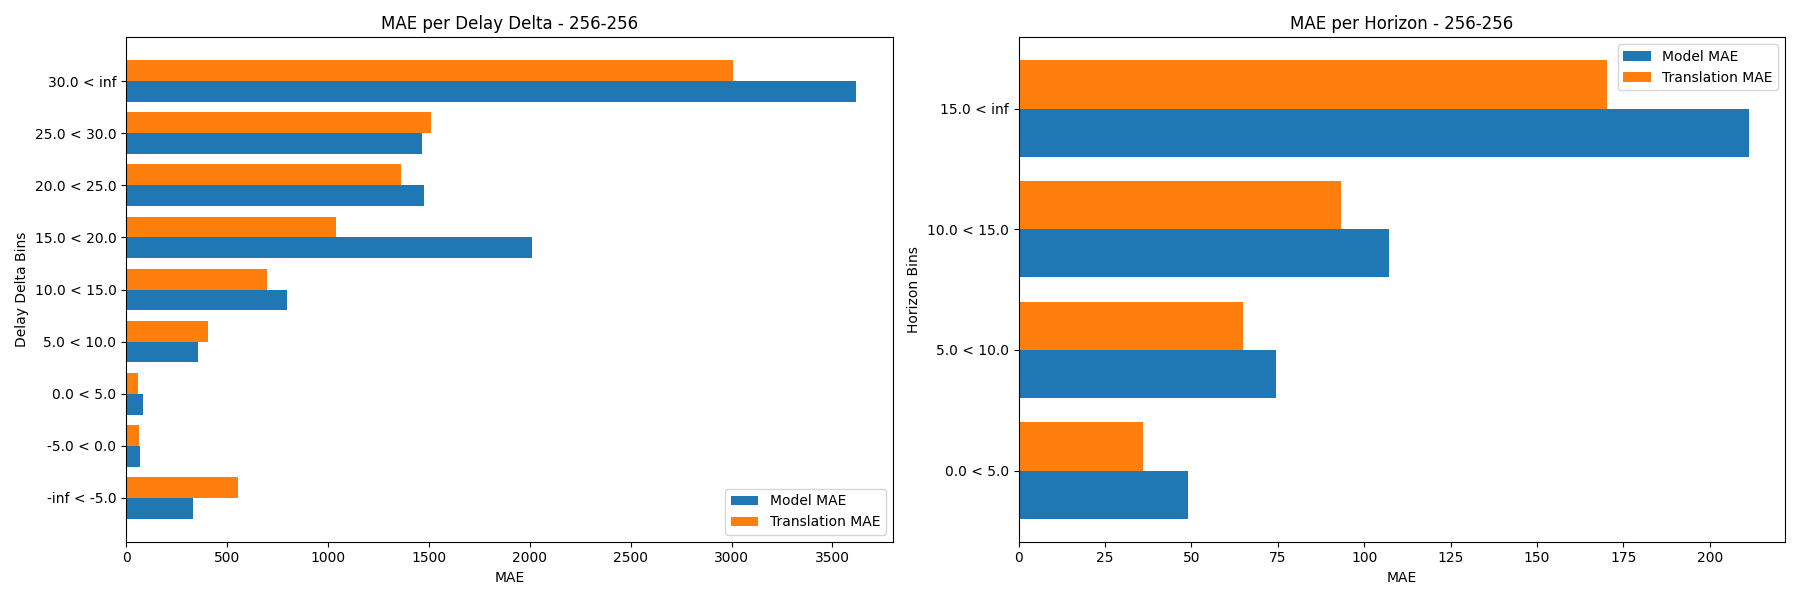 MAE per Delay Delta - 256-256
Delay Delta Bins
30.0 < inf
25.0 < 30.0
20.0 < 25.0
15.0 < 20.0
10.0 < 15.0
5.0 < 10.0
0.0 < 5.0
-5.0 < 0.0
-inf < -5.0
Model MAE
Translation MAE
0 500 1000 1500 2000 2500 3000 3500
MAE
MAE per Horizon - 256-256
Model MAE
Translation MAE
Horizon Bins
15.0 < inf
10.0 < 15.0
5.0 < 10.0
0.0 < 5.0
0 25 50 75 100 125 150 175 200
MAE